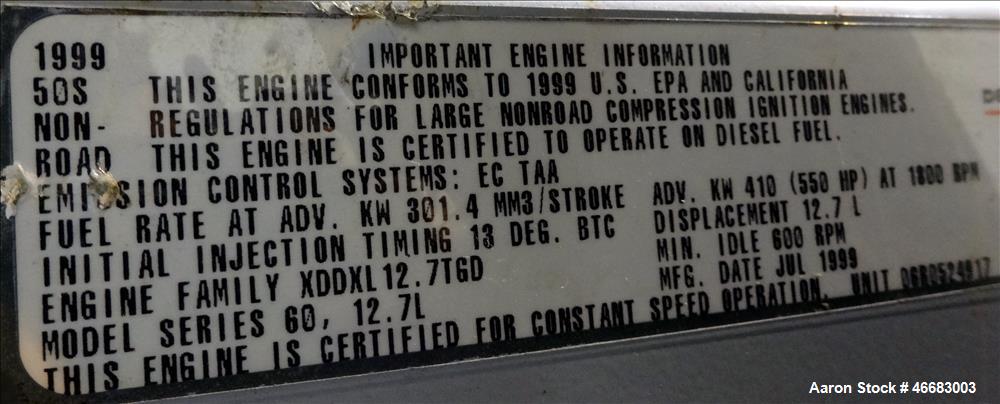 1999 IMPORTANT ENGINE INFORMATION
50S THIS ENGINE CONFORMS TO 1999 U.S. EPA AND CALIFORNIA
NON- REGULATIONS FOR LARGE NONROAD COMPRESSION IGNITION ENGINES.
ROAD THIS ENGINE IS CERTIFIED TO OPERATE ON DIESEL FUEL.
EMISSION CONTROL SYSTEMS: EC TAA
FUEL RATE AT ADV. KW 301.4 MM3/STROKE ADV. KW 410 (550 HP) AT 1800 RPM
INITIAL INJECTION TIMING 13 DEG. BTC DISPLACEMENT 12.7 L
ENGINE FAMILY XDDXL12.7TGD MIN. IDLE 600 RPM
MODEL SERIES 60, 12.7L MFG. DATE JUL 1999
THIS ENGINE IS CERTIFIED FOR CONSTANT SPEED OPERATION. UNIT
Aaron Stock # 46683003